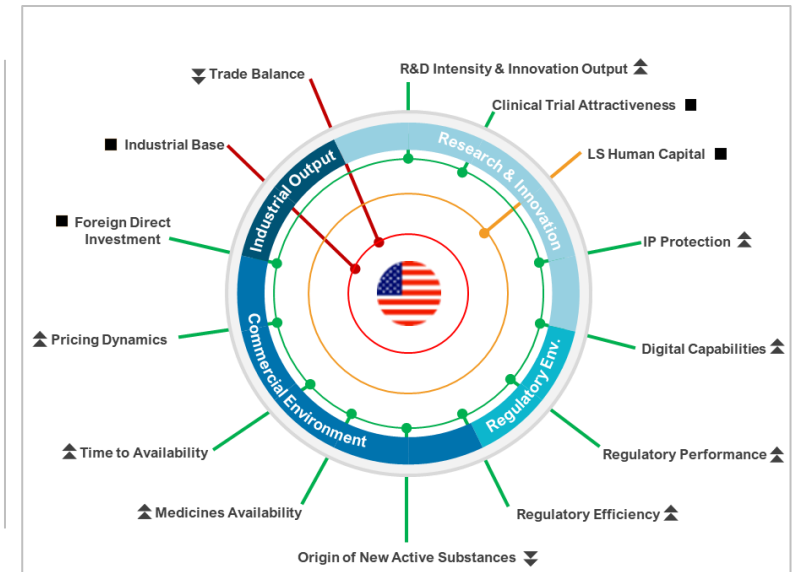 Trade Balance
R&D Intensity & Innovation Output
Clinical Trial Attractiveness
Industrial Base
LS Human Capital
Research & Innovation
Industrial Output
Foreign Direct
Investment
IP Protection
Pricing Dynamics
Digital Capabilities
Commercial Environment
Regulatory Env.
Time to Availability
Regulatory Performance
Medicines Availability
Regulatory Efficiency
Origin of New Active Substances